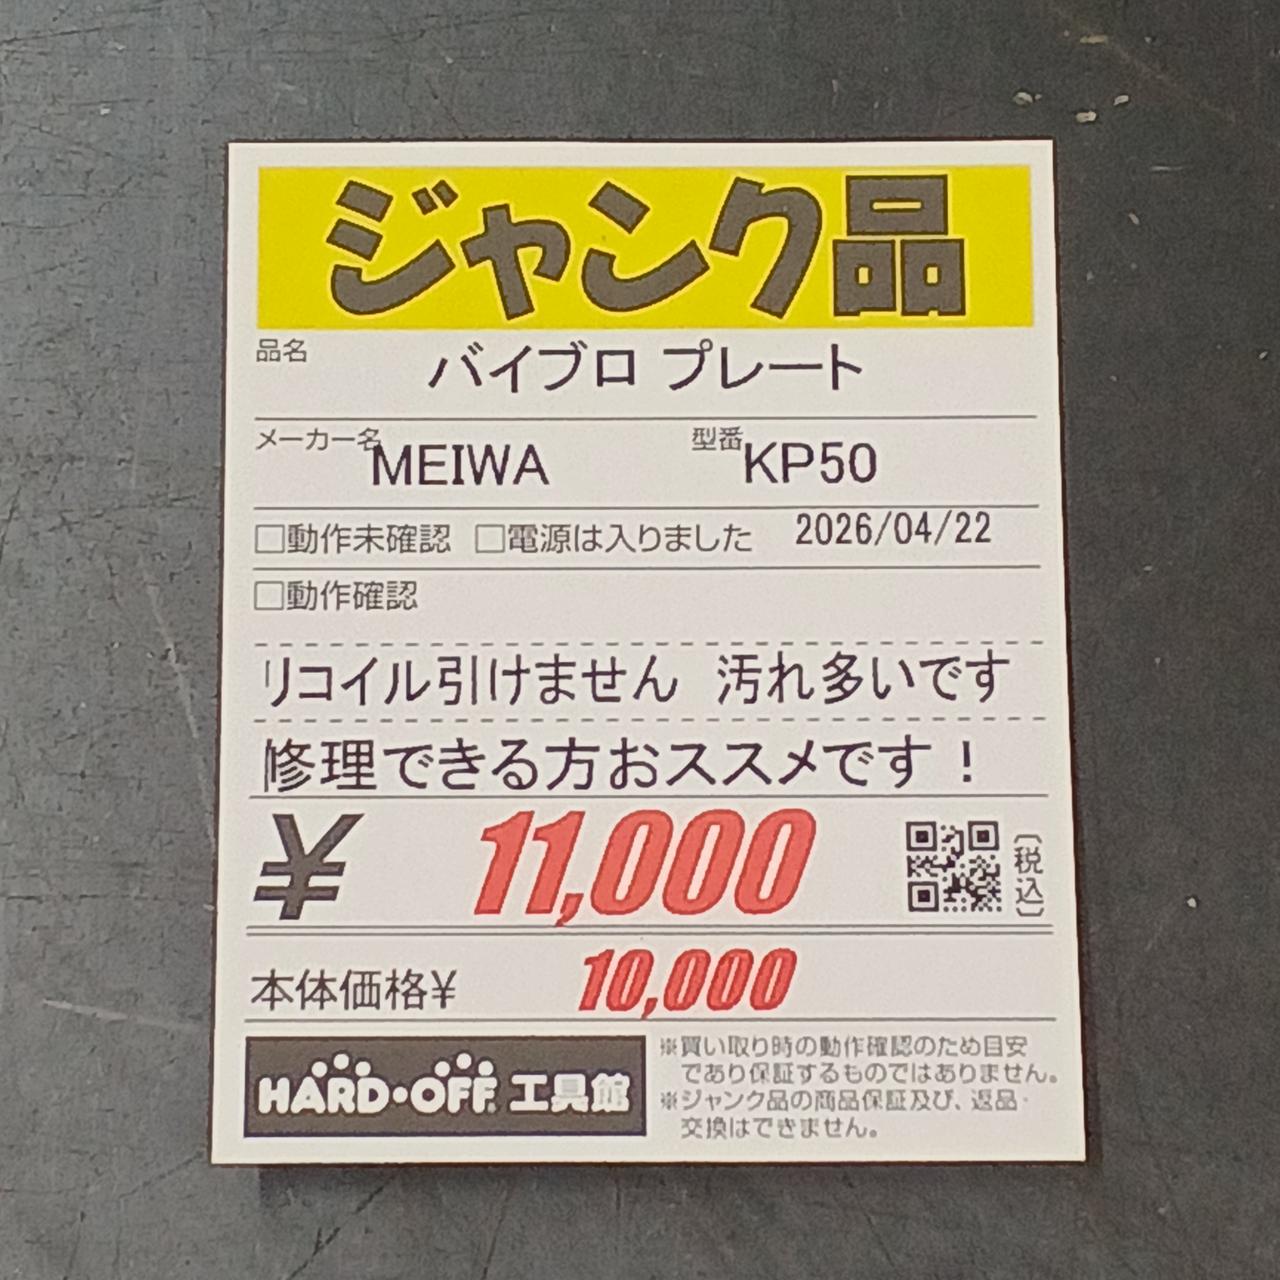 ジャンク品
品名 バイブロ プレート
メーカー名 MEIWA 型番 KP50
□動作未確認 □電源は入りました 2026/04/22
□動作確認
リコイル引けません 汚れ多いです
修理できる方おススメです！
¥ 11,000 (税込)
本体価格¥ 10,000
HARD・OFF 工具館
※買い取り時の動作確認のため目安
であり保証するものではありません。
※ジャンク品の商品保証及び、返品・
交換はできません。